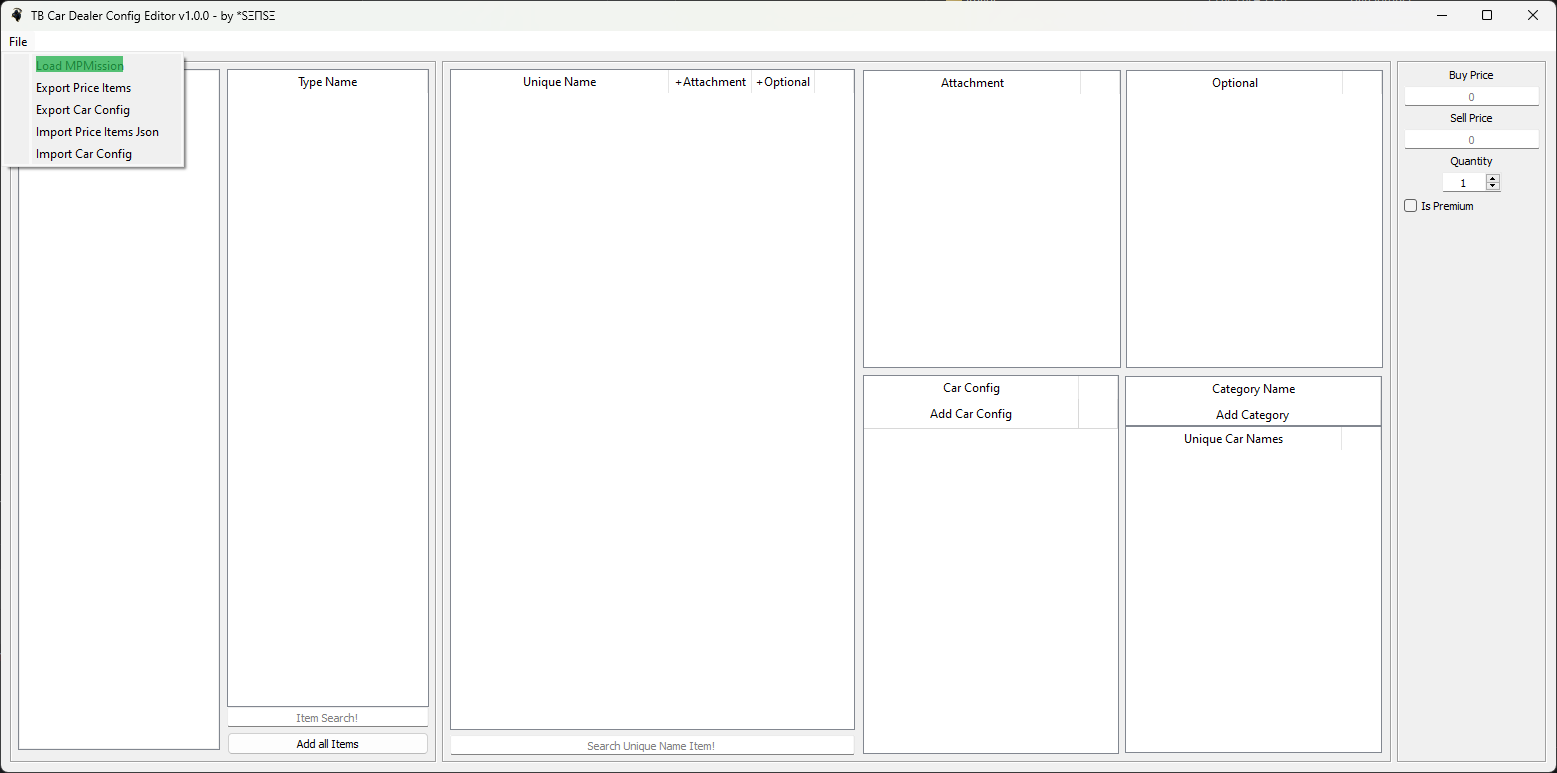 TB Car Dealer Config Editor v1.0.0 - by *SΞΠSΞ
File
Load MPMission
Export Price Items
Export Car Config
Import Price Items Json
Import Car Config
Type Name
Item Search!
Add all Items
Unique Name +Attachment +Optional
Search Unique Name Item!
Attachment
Optional
Car Config
Add Car Config
Category Name
Add Category
Unique Car Names
Buy Price
0
Sell Price
0
Quantity
1
Is Premium